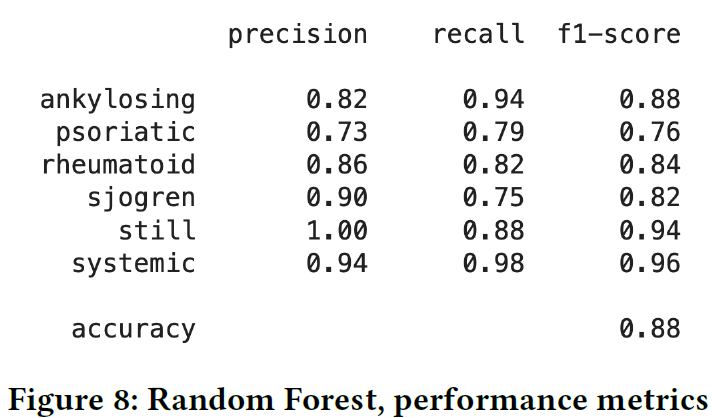 precision recall f1-score
ankylosing 0.82 0.94 0.88
psoriatic 0.73 0.79 0.76
rheumatoid 0.86 0.82 0.84
sjogren 0.90 0.75 0.82
still 1.00 0.88 0.94
systemic 0.94 0.98 0.96
accuracy 0.88
Figure 8: Random Forest, performance metrics